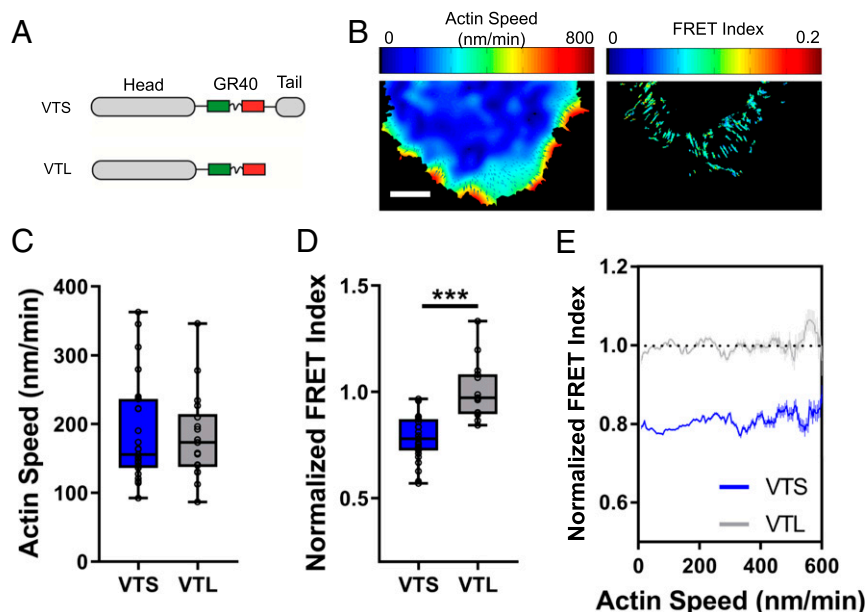 A
Head GR40 Tail
VTS
VTL
B
Actin Speed
(nm/min)
0 800
FRET Index
0 0.2
C
Actin Speed (nm/min)
400
300
200
100
0
VTS VTL
D
Normalized FRET Index
1.5
1.0
0.5
***
VTS VTL
E
Normalized FRET Index
1.2
1.0
0.8
0.6
VTS
VTL
0 200 400 600
Actin Speed (nm/min)